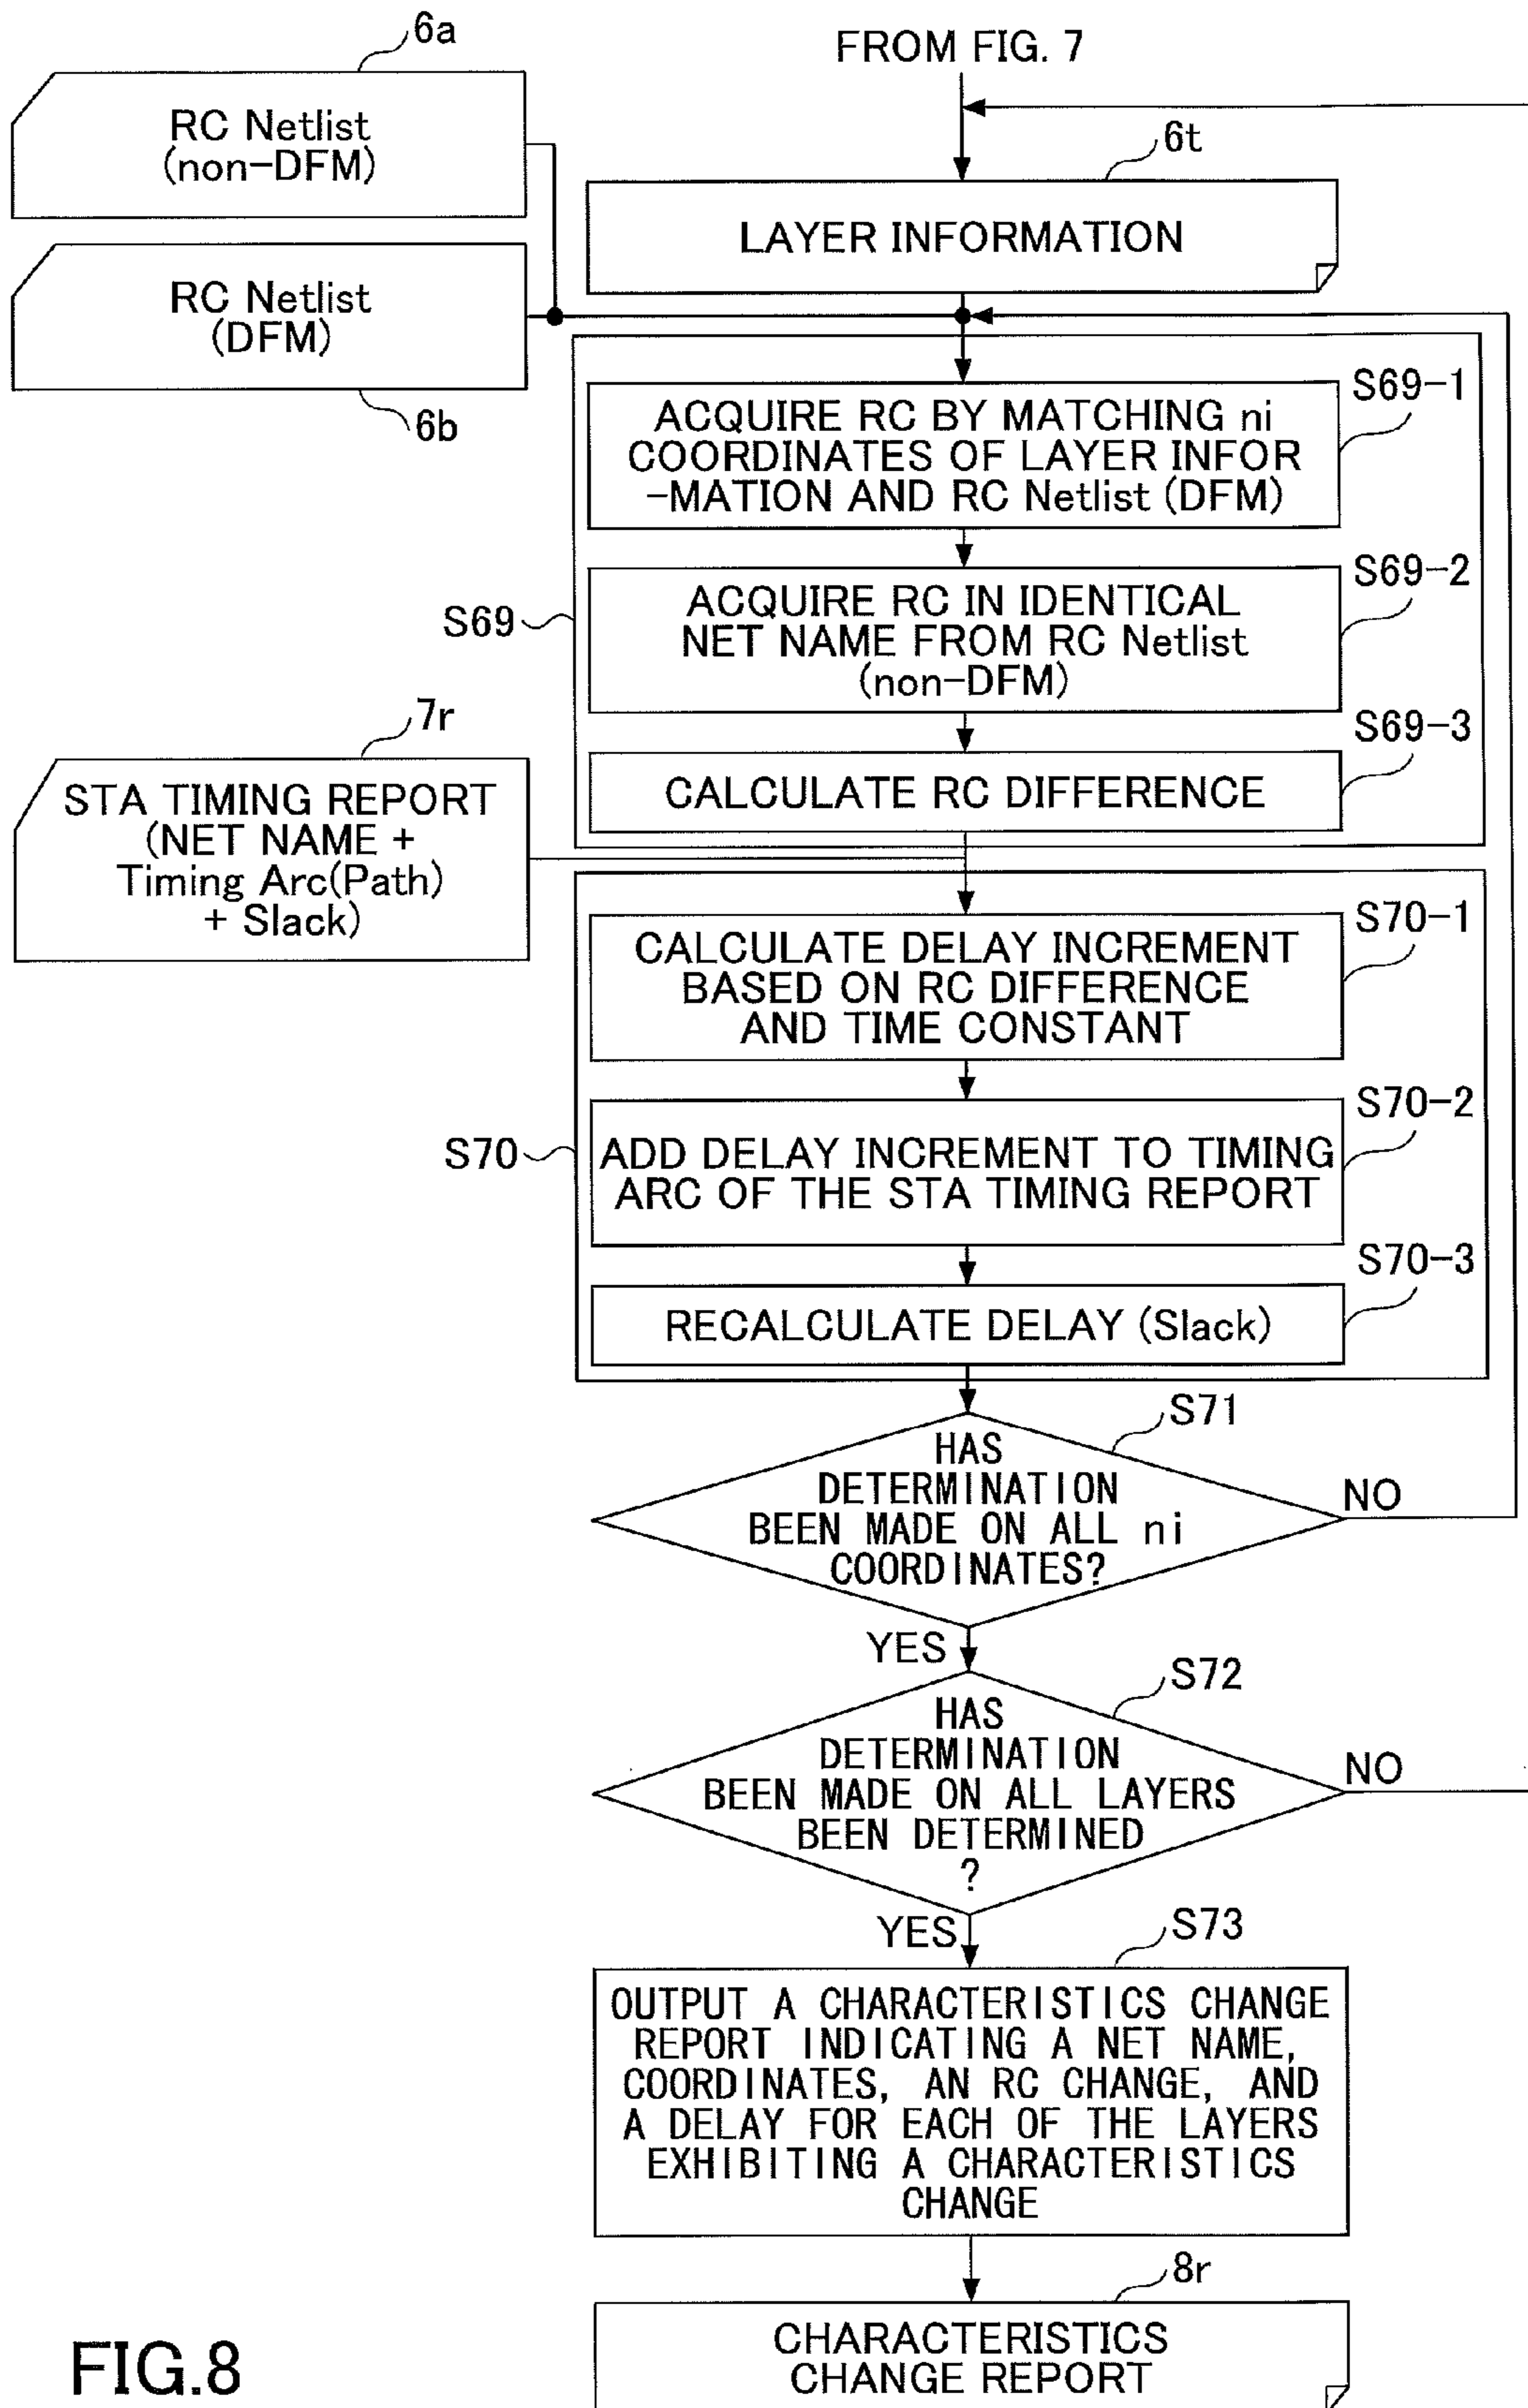 6a
FROM FIG. 7
RC Netlist
(non-DFM)
6t
LAYER INFORMATION
RC Netlist
(DFM)
6b
S69-1
ACQUIRE RC BY MATCHING ni
COORDINATES OF LAYER INFOR
-MATION AND RC Netlist (DFM)
S69-2
S69
ACQUIRE RC IN IDENTICAL
NET NAME FROM RC Netlist
(non-DFM)
S69-3
CALCULATE RC DIFFERENCE
7r
STA TIMING REPORT
(NET NAME +
Timing Arc(Path)
+ Slack)
S70-1
CALCULATE DELAY INCREMENT
BASED ON RC DIFFERENCE
AND TIME CONSTANT
S70-2
S70
ADD DELAY INCREMENT TO TIMING
ARC OF THE STA TIMING REPORT
S70-3
RECALCULATE DELAY (Slack)
S71
HAS
DETERMINATION
BEEN MADE ON ALL ni
COORDINATES?
NO
YES
S72
HAS
DETERMINATION
BEEN MADE ON ALL LAYERS
BEEN DETERMINED
?
NO
YES
S73
OUTPUT A CHARACTERISTICS CHANGE
REPORT INDICATING A NET NAME,
COORDINATES, AN RC CHANGE, AND
A DELAY FOR EACH OF THE LAYERS
EXHIBITING A CHARACTERISTICS
CHANGE
8r
CHARACTERISTICS
CHANGE REPORT
FIG.8